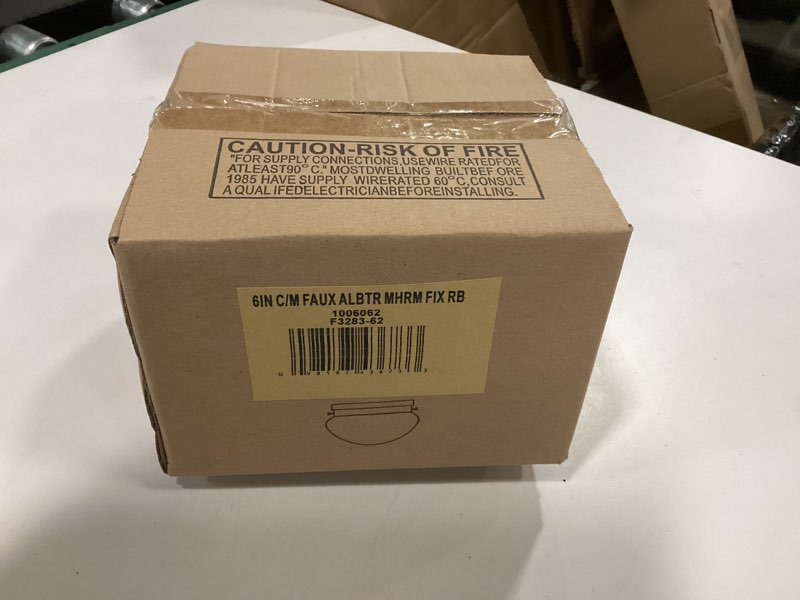 CAUTION-RISK OF FIRE
"FOR SUPPLY CONNECTIONS,USEWIRE RATEDFOR
ATLEAST90°C." MOSTDWELLING BUILTBEF ORE
1985 HAVE SUPPLY WIRERATED 60°C,CONSULT
A QUAL IFEDELECTRICIANBEFOREINSTALLING.
6IN C/M FAUX ALBTR MHRM FIX RB
1006062
F3283-62